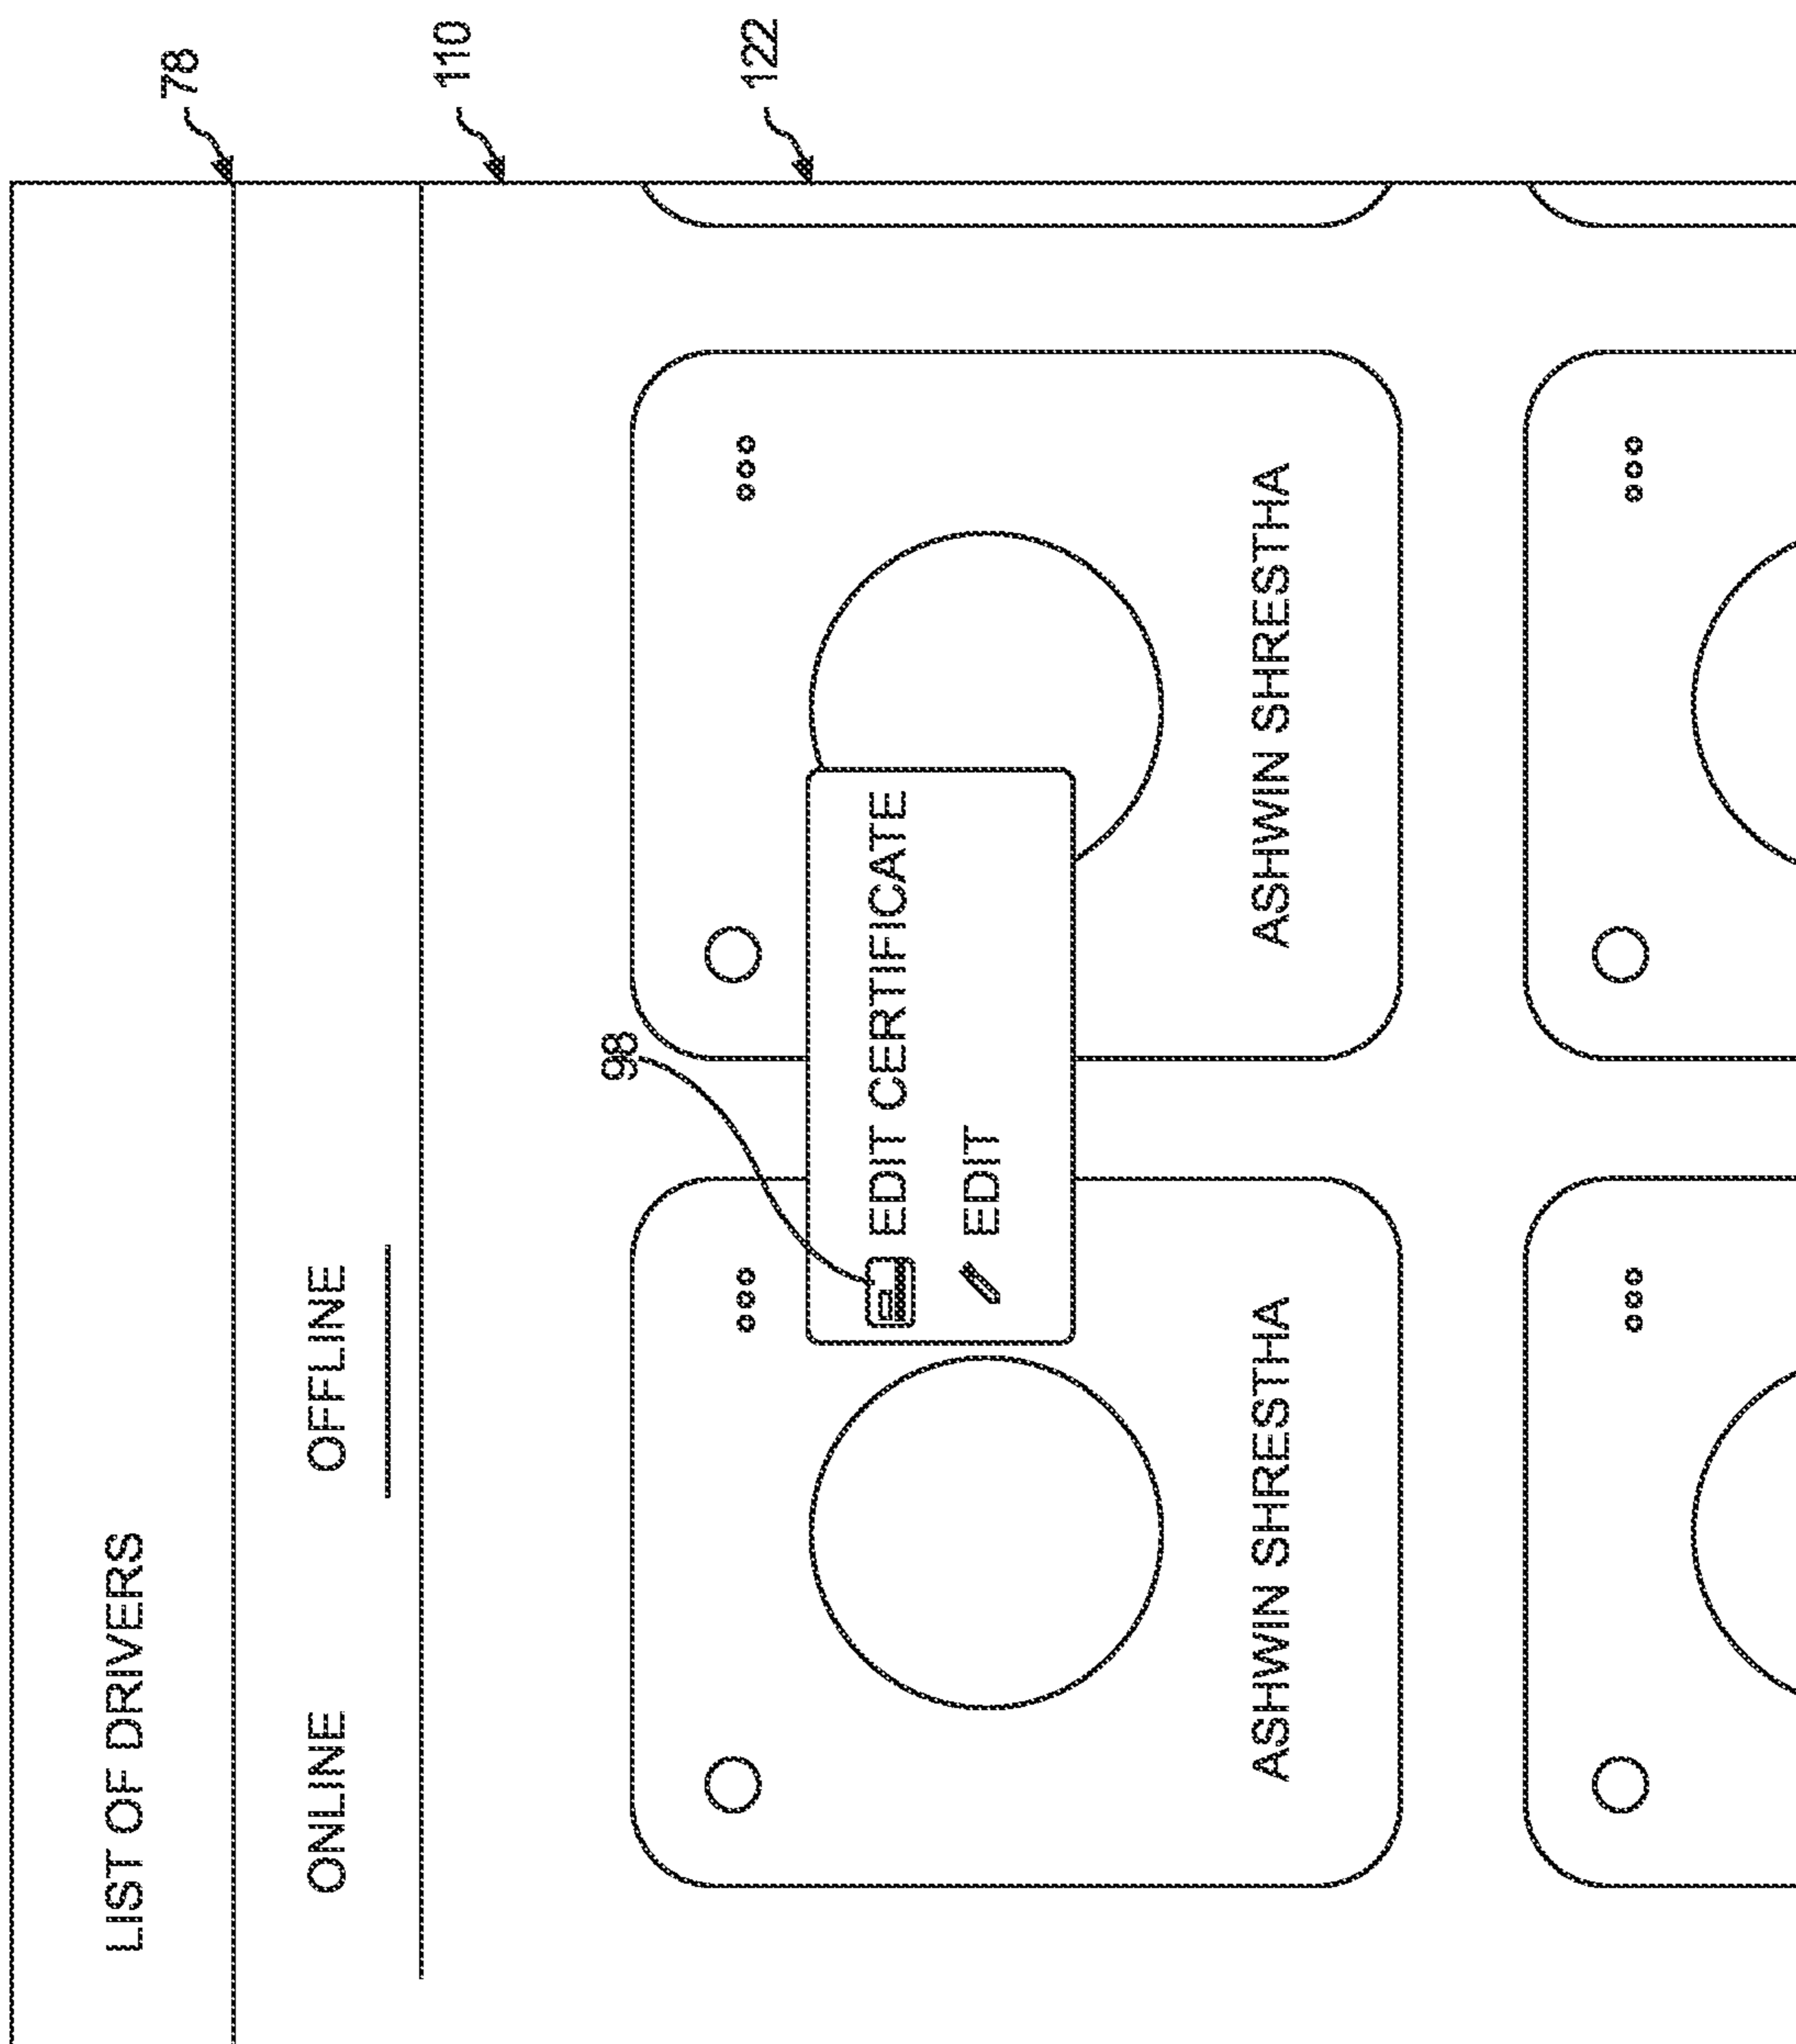 78
110
122
LIST OF DRIVERS
ONLINE OFFLINE
98
EDIT CERTIFICATE
EDIT
ASHWIN SHRESTHA ASHWIN SHRESTHA